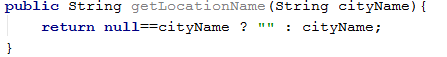 public String getLocationName(String cityName){
return null==cityName ? "" : cityName;
}